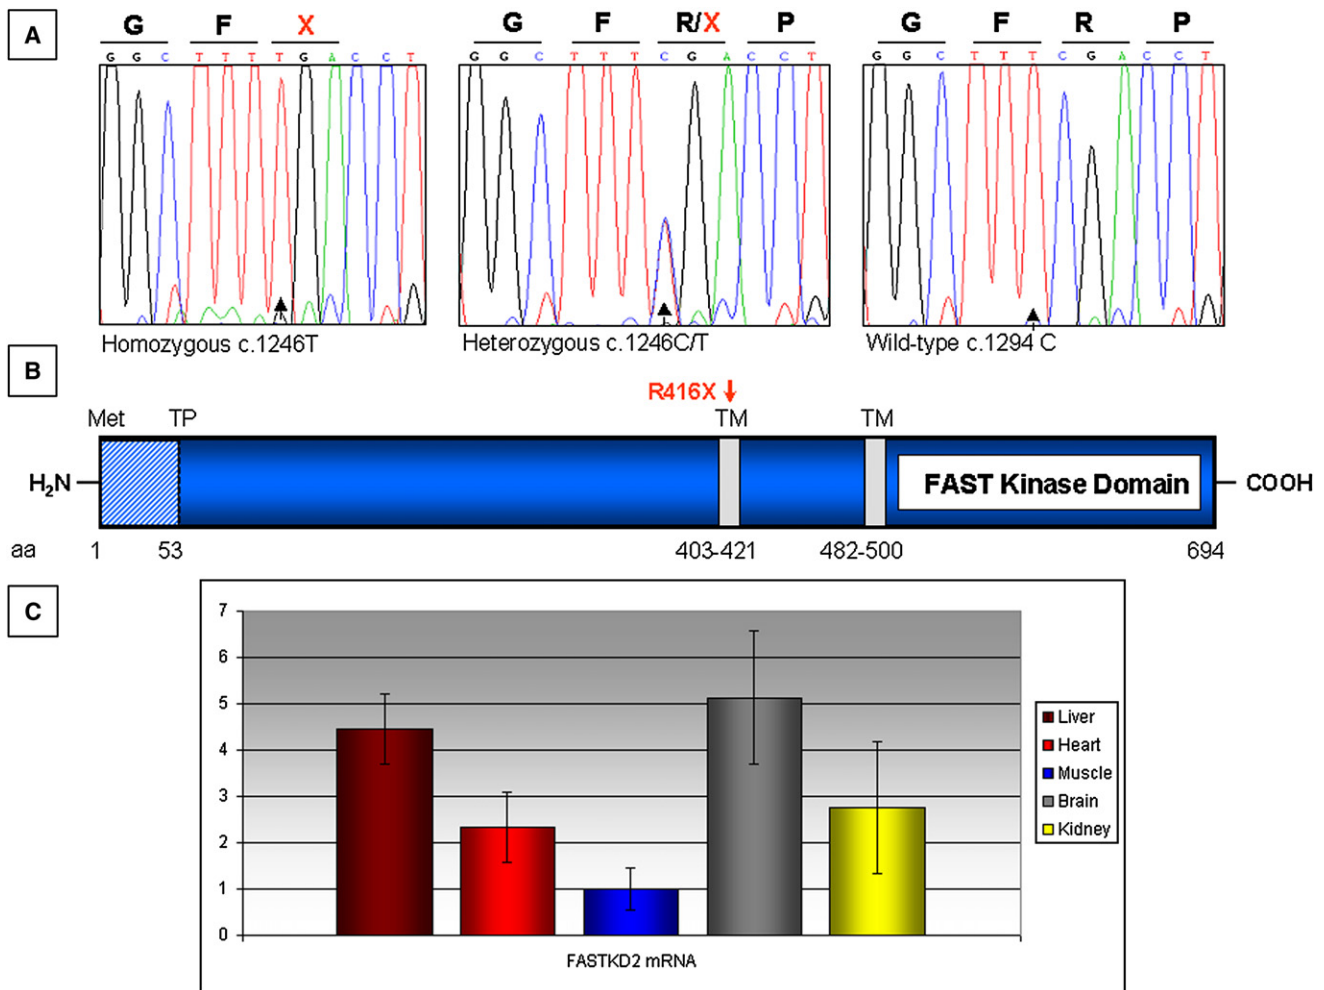 A
G F X G F R/X P G F R P
G G C T T T T G A C C T G G C T T T C G A C C T G G C T T T C G A C C T
Homozygous c.1246T Heterozygous c.1246C/T Wild-type c.1294 C
B
R416X
Met TP TM TM
H2N FAST Kinase Domain COOH
aa 1 53 403-421 482-500 694
C
7
6
5
4
3
2
1
0
Liver
Heart
Muscle
Brain
Kidney
FASTKD2 mRNA